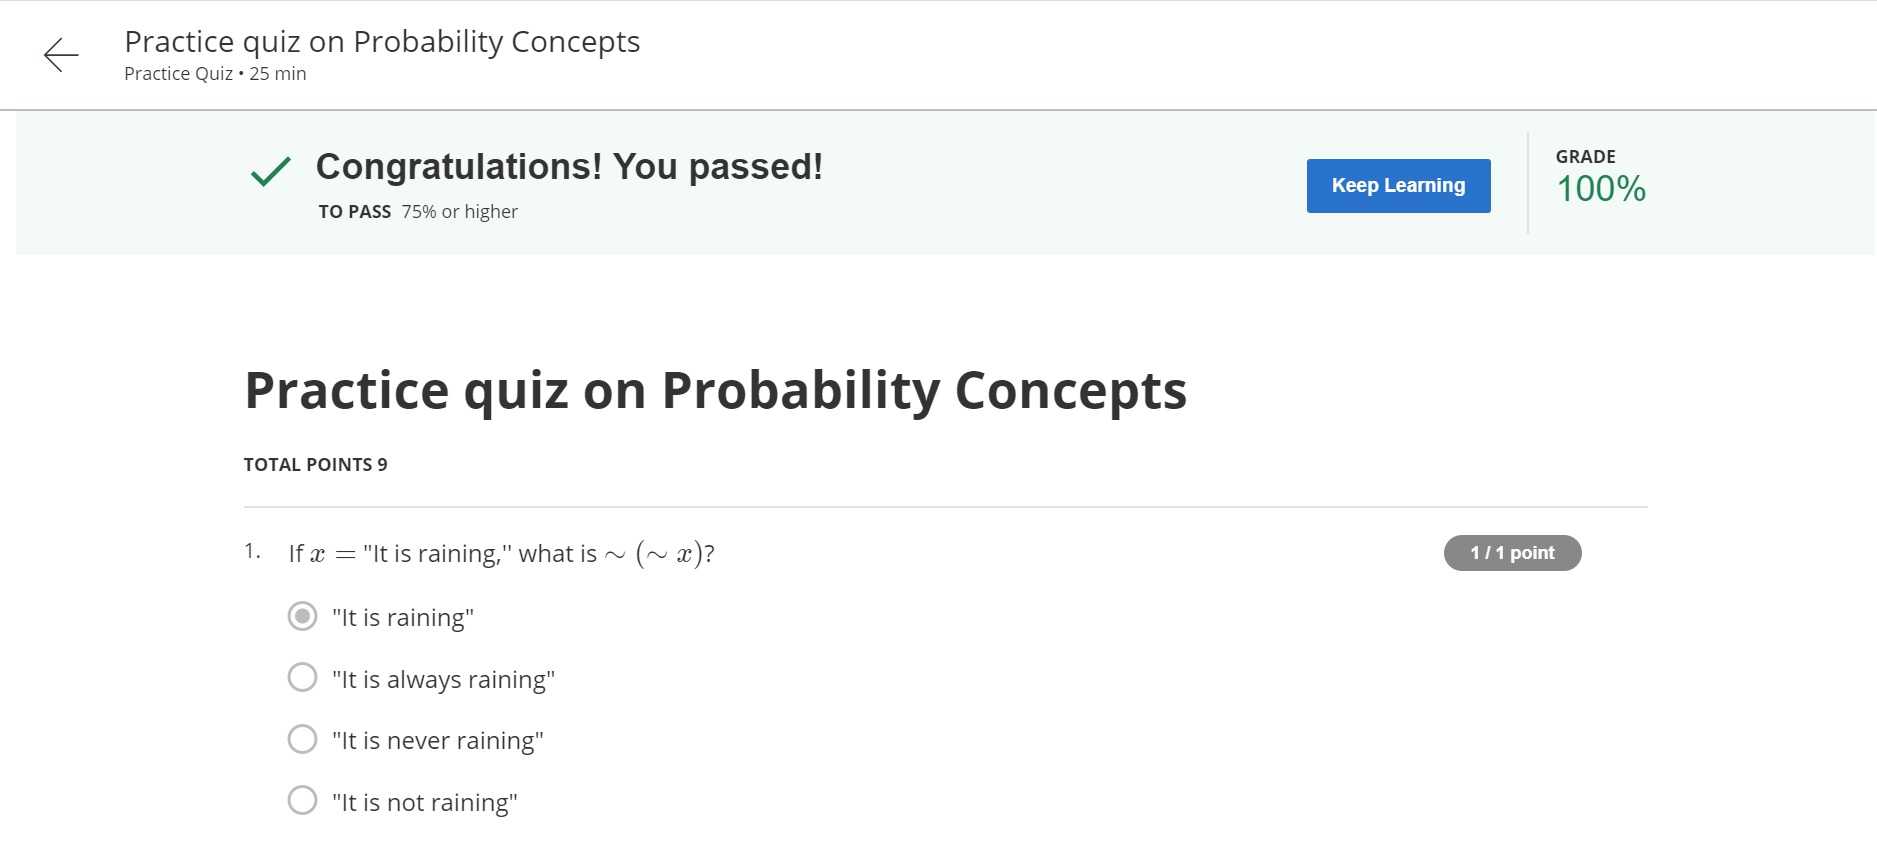 Practice quiz on Probability Concepts
Practice Quiz • 25 min
Congratulations! You passed!
TO PASS 75% or higher
Keep Learning
GRADE
100%
Practice quiz on Probability Concepts
TOTAL POINTS 9
1. If x = "It is raining,'' what is ∼ (∼ x)?
1 / 1 point
"It is raining"
"It is always raining"
"It is never raining"
"It is not raining"